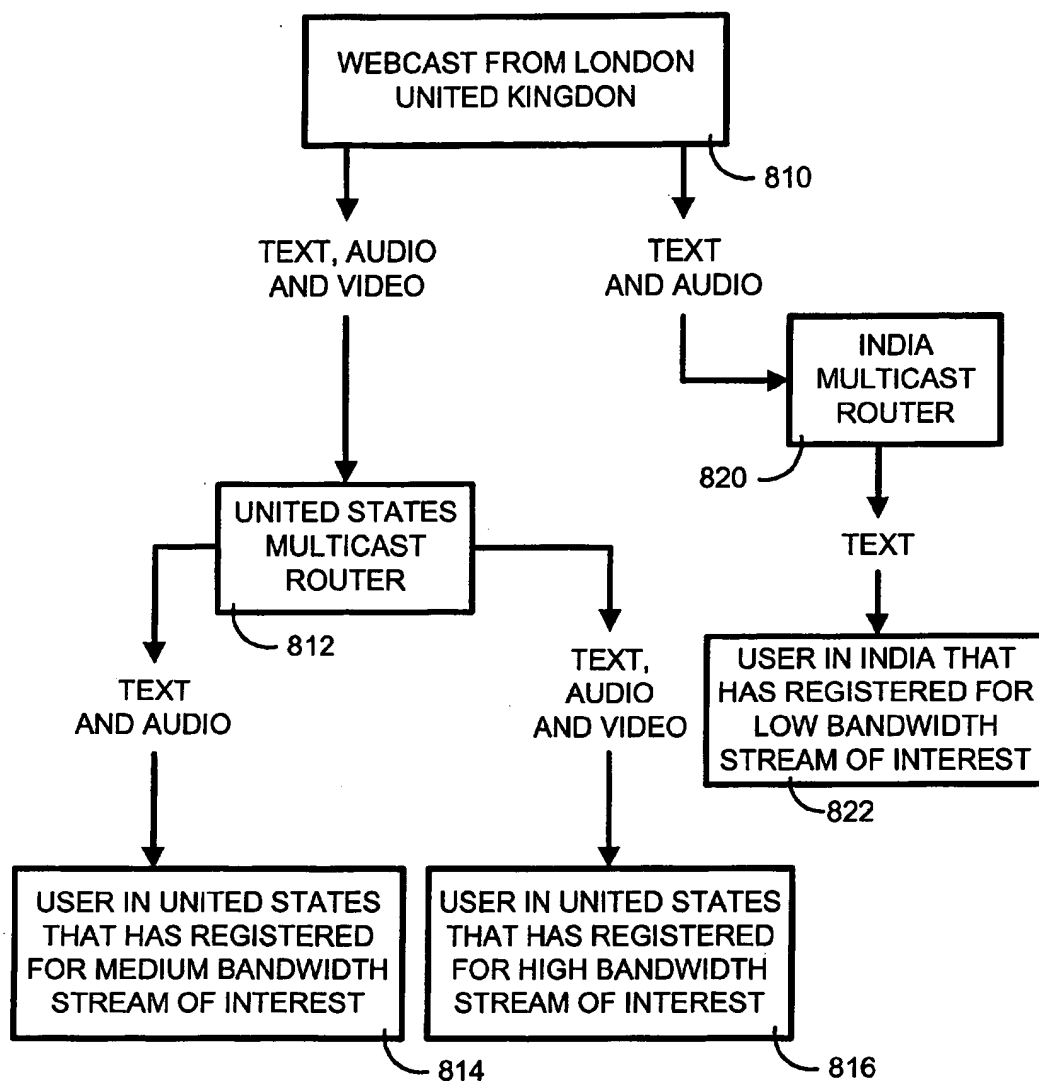 WEBCAST FROM LONDON
UNITED KINGDON
810
TEXT, AUDIO
AND VIDEO
TEXT
AND AUDIO
INDIA
MULTICAST
ROUTER
820
UNITED STATES
MULTICAST
ROUTER
812
TEXT
TEXT
AND AUDIO
TEXT,
AUDIO
AND VIDEO
USER IN INDIA THAT
HAS REGISTERED FOR
LOW BANDWIDTH
STREAM OF INTEREST
822
USER IN UNITED STATES
THAT HAS REGISTERED
FOR MEDIUM BANDWIDTH
STREAM OF INTEREST
814
USER IN UNITED STATES
THAT HAS REGISTERED
FOR HIGH BANDWIDTH
STREAM OF INTEREST
816